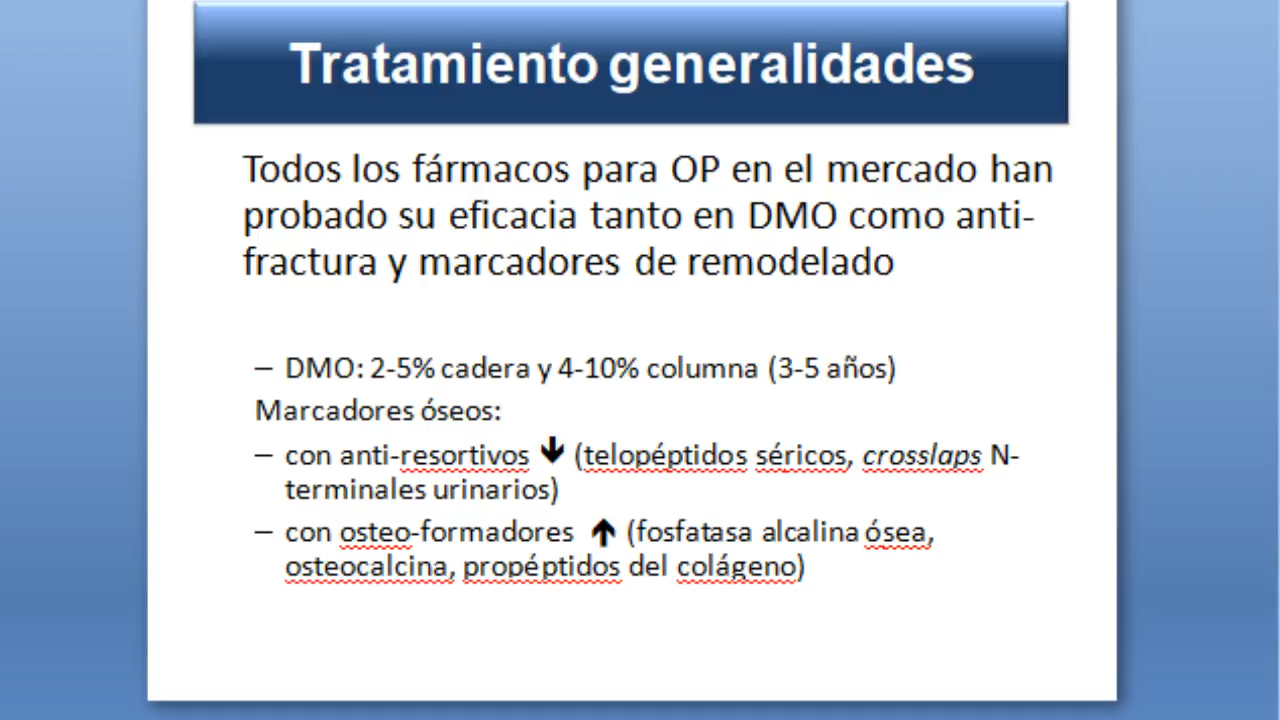 Tratamiento generalidades
Todos los fármacos para OP en el mercado han
probado su eficacia tanto en DMO como anti-
fractura y marcadores de remodelado
– DMO: 2-5% cadera y 4-10% columna (3-5 años)
Marcadores óseos:
– con anti-resortivos ↓ (telopéptidos séricos, crosslaps N-
terminales urinarios)
– con osteo-formadores ↑ (fosfatasa alcalina ósea,
osteocalcina, propéptidos del colágeno)